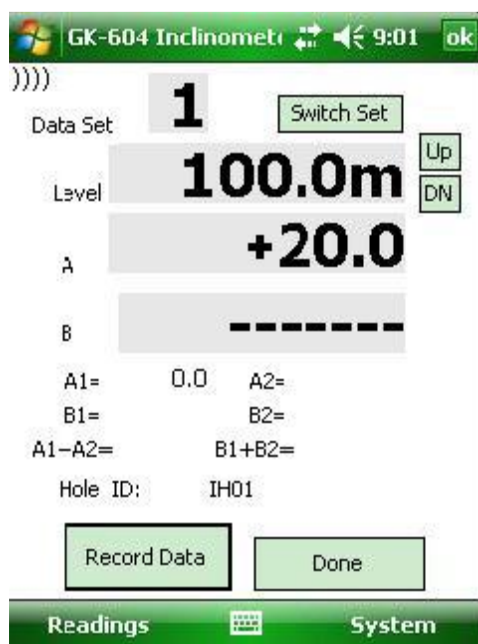 GK-604 Inclinomet 9:01 ok
))))
Data Set 1 Switch Set
Level 100.0m Up
DN
A +20.0
B -------
A1= 0.0 A2=
B1= B2=
A1-A2= B1+B2=
Hole ID: IH01
Record Data Done
Readings System